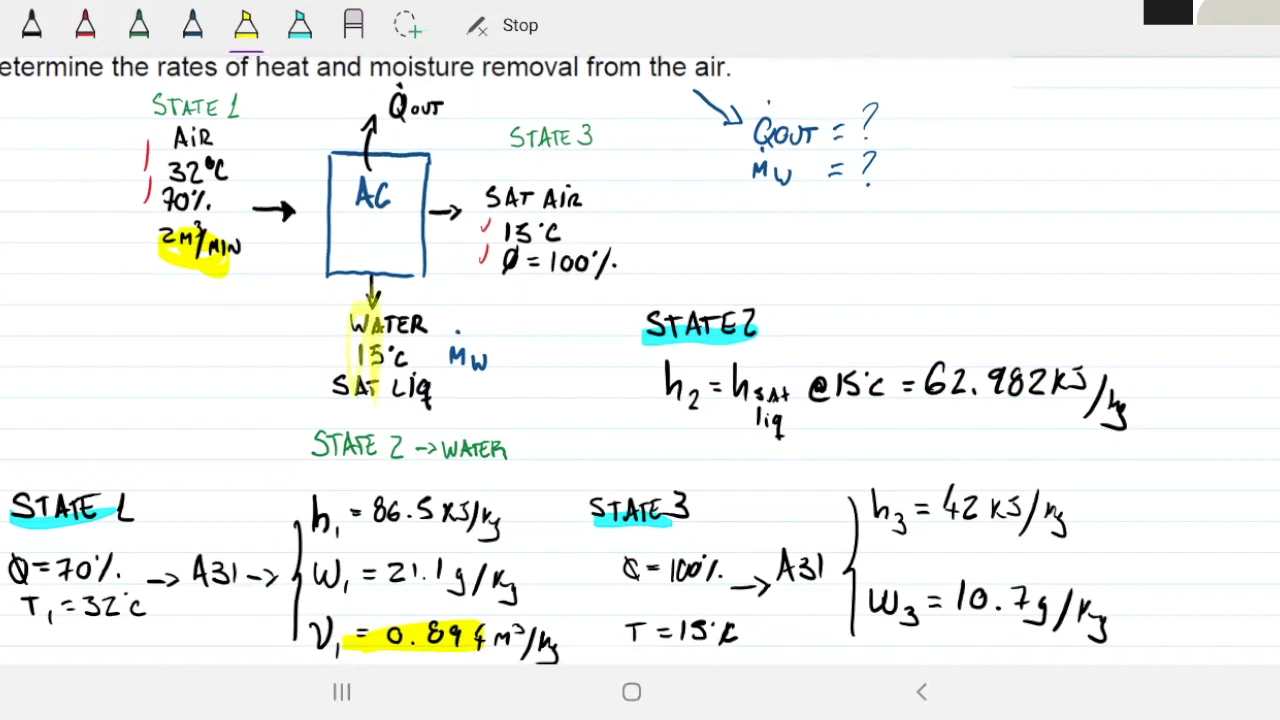 Stop
etermine the rates of heat and moisture removal from the air.
STATE 1
AIR
32°C
70%
2M³/MIN
Q̇OUT
AC
STATE 3
SAT AIR
15°C
Ø = 100%
Q̇OUT = ?
ṀW = ?
WATER
15°C
SAT LIQ
ṀW
STATE 2 → WATER
STATE 2
h₂ = hSAT LIQ @ 15°C = 62.982 KJ/kg
STATE 1
Ø = 70%
T₁ = 32°C
→ A31 →
h₁ = 86.5 KJ/Kg
W₁ = 21.1 g/Kg
V₁ = 0.894 M³/Kg
STATE 3
Ø = 100%
T = 15°C
→ A31
h₃ = 42 KJ/Kg
W₃ = 10.7 g/Kg